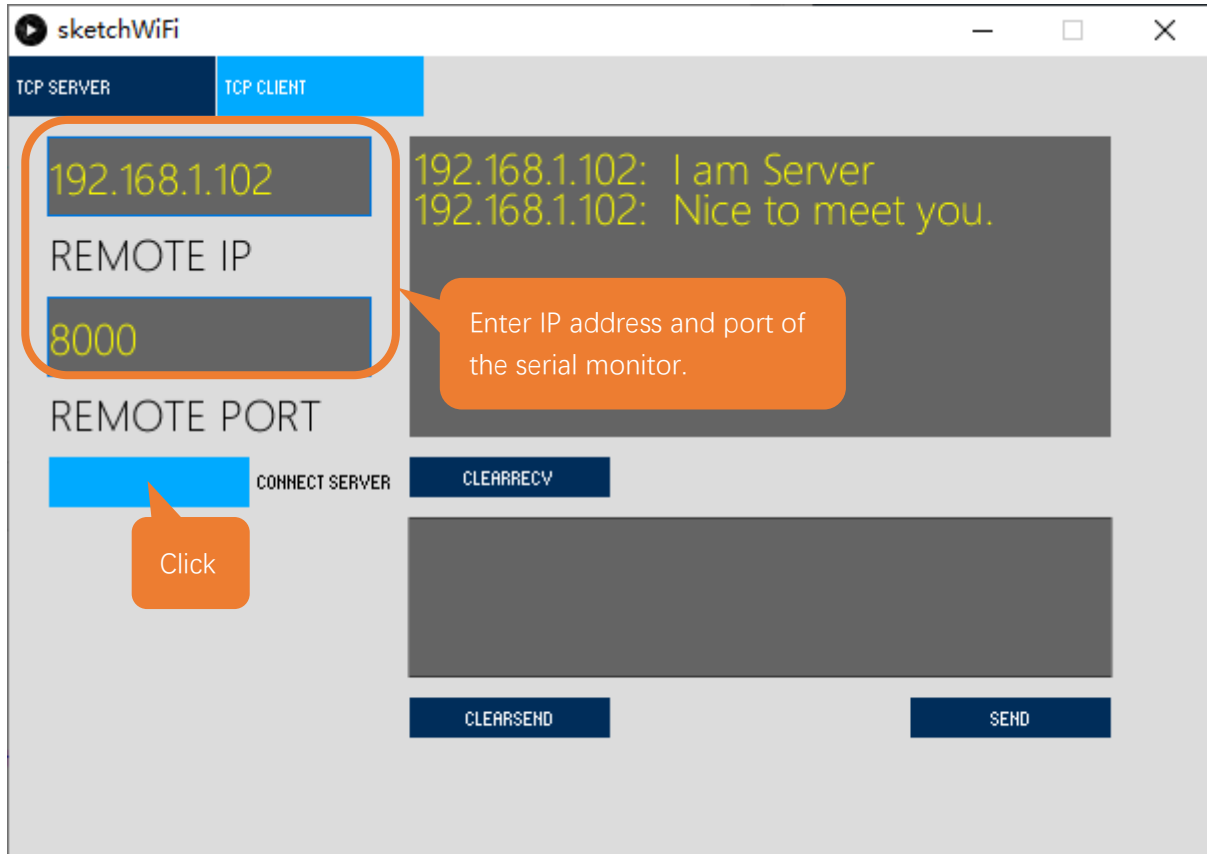 sketchWiFi
TCP SERVER
TCP CLIENT
192.168.1.102
REMOTE IP
8000
REMOTE PORT
CONNECT SERVER
Click
192.168.1.102: I am Server
192.168.1.102: Nice to meet you.
Enter IP address and port of
the serial monitor.
CLEARRECV
CLEARSEND
SEND